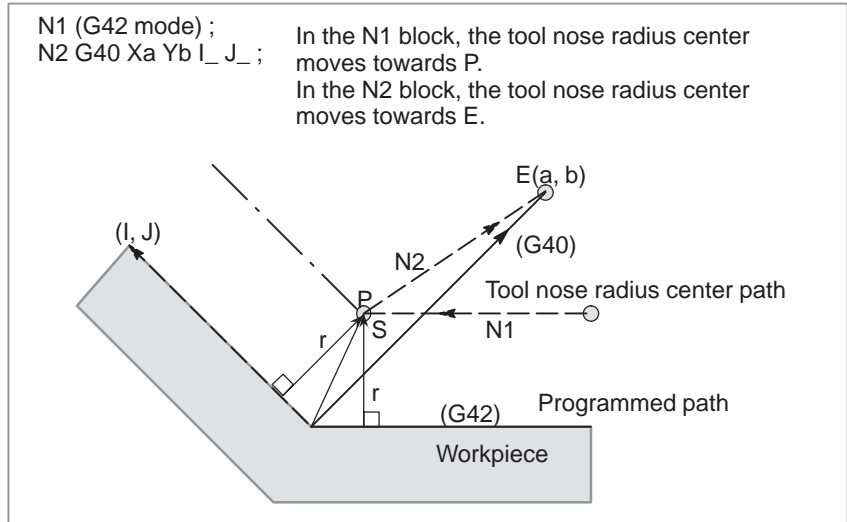 N1 (G42 mode) ;
N2 G40 Xa Yb I_ J_ ;
In the N1 block, the tool nose radius center
moves towards P.
In the N2 block, the tool nose radius center
moves towards E.
E(a, b)
(I, J)
(G40)
N2
P
Tool nose radius center path
S
N1
r
r
(G42)
Programmed path
Workpiece